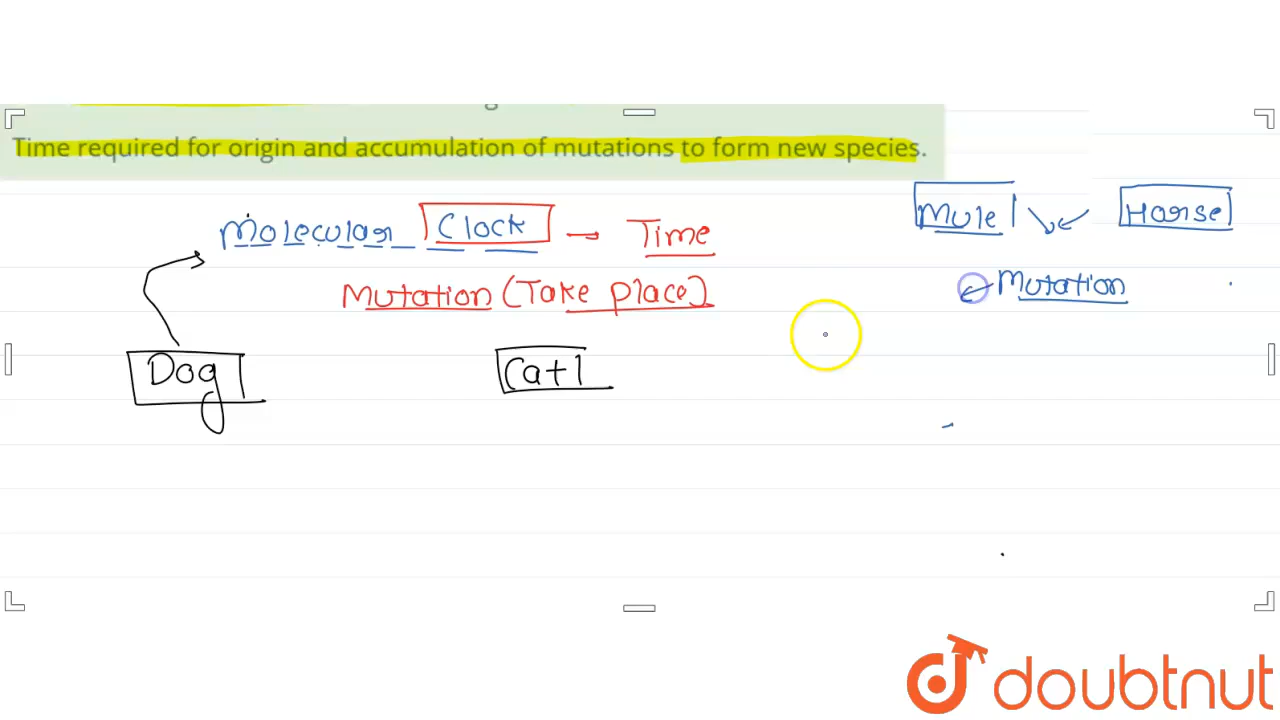 Time required for origin and accumulation of mutations to form new species.
Molecular Clock → Time
Mutation (Take place)
Mule
Horse
Mutation
Dog
Cat
doubtnut